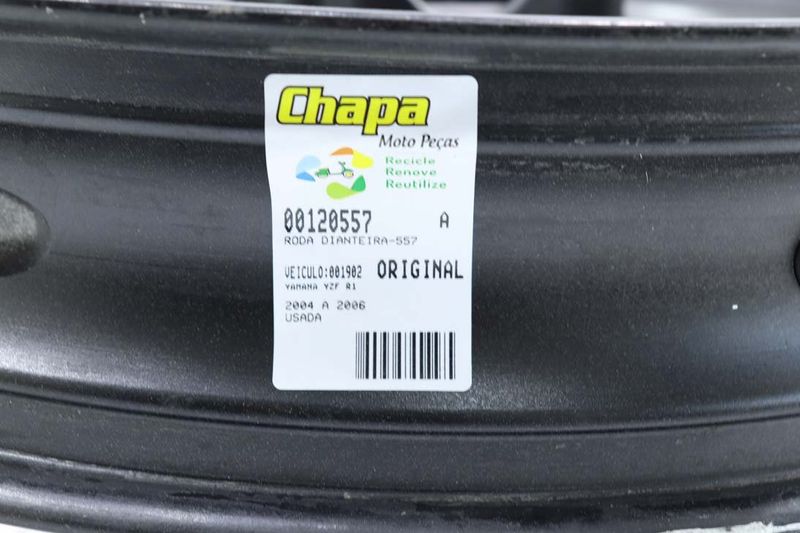 Chapa
Moto Peças
Recicle
Renove
Reutilize
00120557 A
RODA DIANTEIRA-557
VEICULO:001902 ORIGINAL
YAMAHA YZF R1
2004 A 2006
USADA